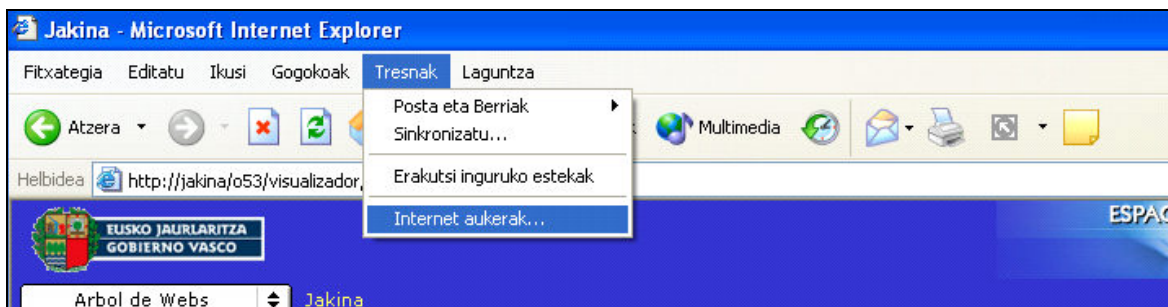 Jakina - Microsoft Internet Explorer
Fitxategia Editatu Ikusi Gogokoak Tresnak Laguntza
Posta eta Berriak
Atzera Multimedia
Sinkronizatu...
Helbidea http://jakina/o53/visualizador,
Erakutsi inguruko estekak
Internet aukerak...
EUSKO JAURLARITZA
GOBIERNO VASCO
ESPAC
Arbol de Webs Jakina